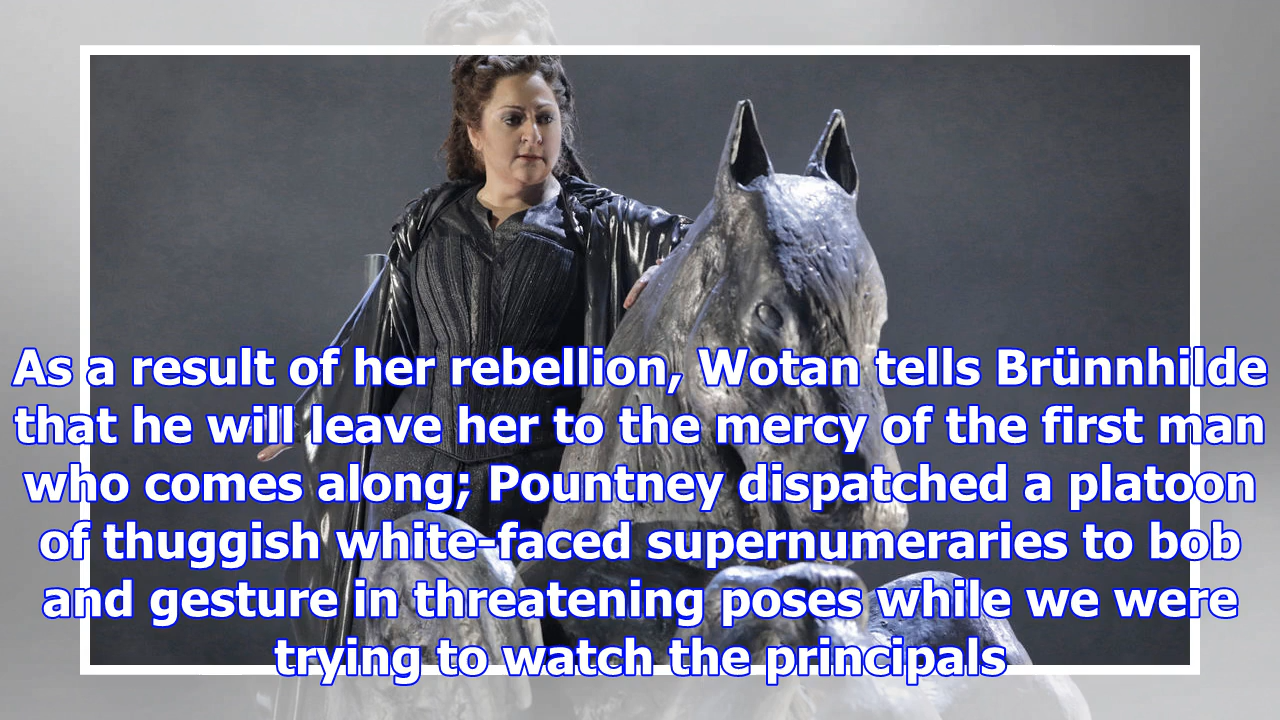 As a result of her rebellion, Wotan tells Brünnhilde
that he will leave her to the mercy of the first man
who comes along; Pountney dispatched a platoon
of thuggish white-faced supernumeraries to bob
and gesture in threatening poses while we were
trying to watch the principals